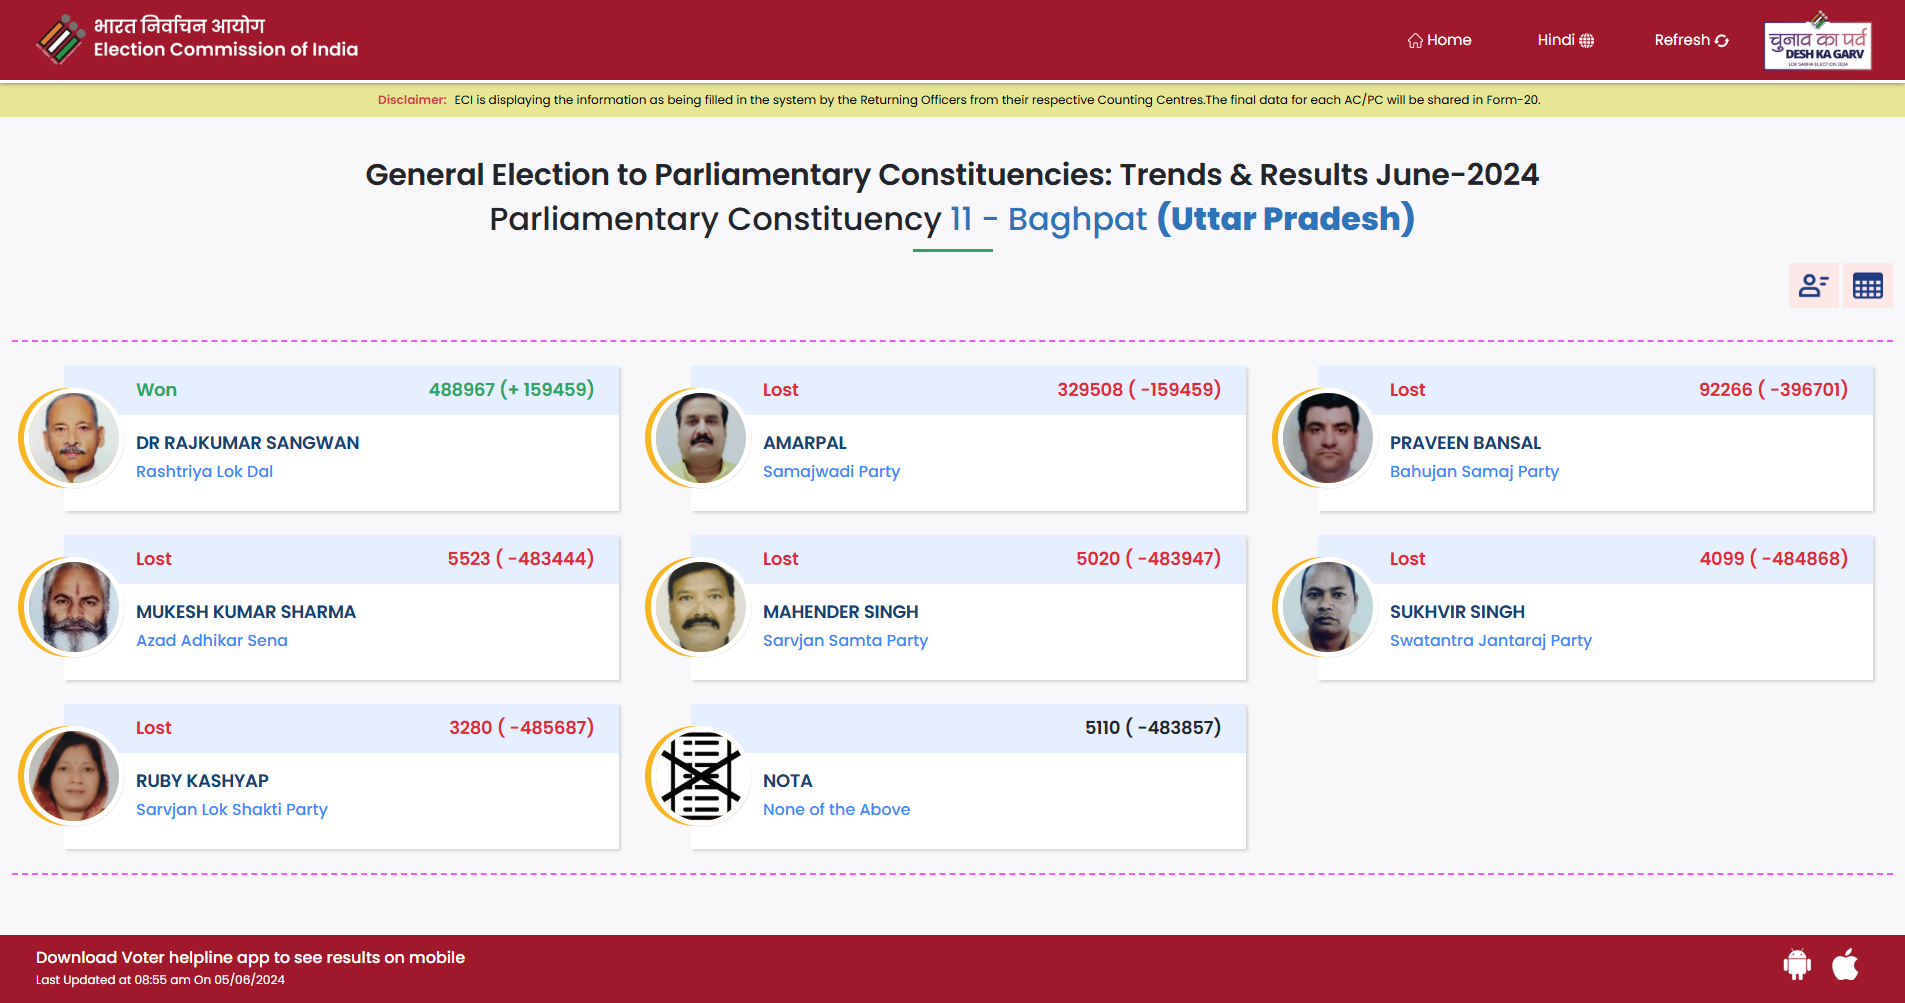 भारत निर्वाचन आयोग
Election Commission of India
Home
Hindi
Refresh
चुनाव का पर्व
DESH KA GARV
LOK SABHA ELECTION 2024
Disclaimer: ECI is displaying the information as being filled in the system by the Returning Officers from their respective Counting Centres.The final data for each AC/PC will be shared in Form-20.
General Election to Parliamentary Constituencies: Trends & Results June-2024
Parliamentary Constituency 11 - Baghpat (Uttar Pradesh)
Won 488967 (+ 159459)
DR RAJKUMAR SANGWAN
Rashtriya Lok Dal
Lost 329508 ( -159459)
AMARPAL
Samajwadi Party
Lost 92266 ( -396701)
PRAVEEN BANSAL
Bahujan Samaj Party
Lost 5523 ( -483444)
MUKESH KUMAR SHARMA
Azad Adhikar Sena
Lost 5020 ( -483947)
MAHENDER SINGH
Sarvjan Samta Party
Lost 4099 ( -484868)
SUKHVIR SINGH
Swatantra Jantaraj Party
Lost 3280 ( -485687)
RUBY KASHYAP
Sarvjan Lok Shakti Party
5110 ( -483857)
NOTA
None of the Above
Download Voter helpline app to see results on mobile
Last Updated at 08:55 am On 05/06/2024